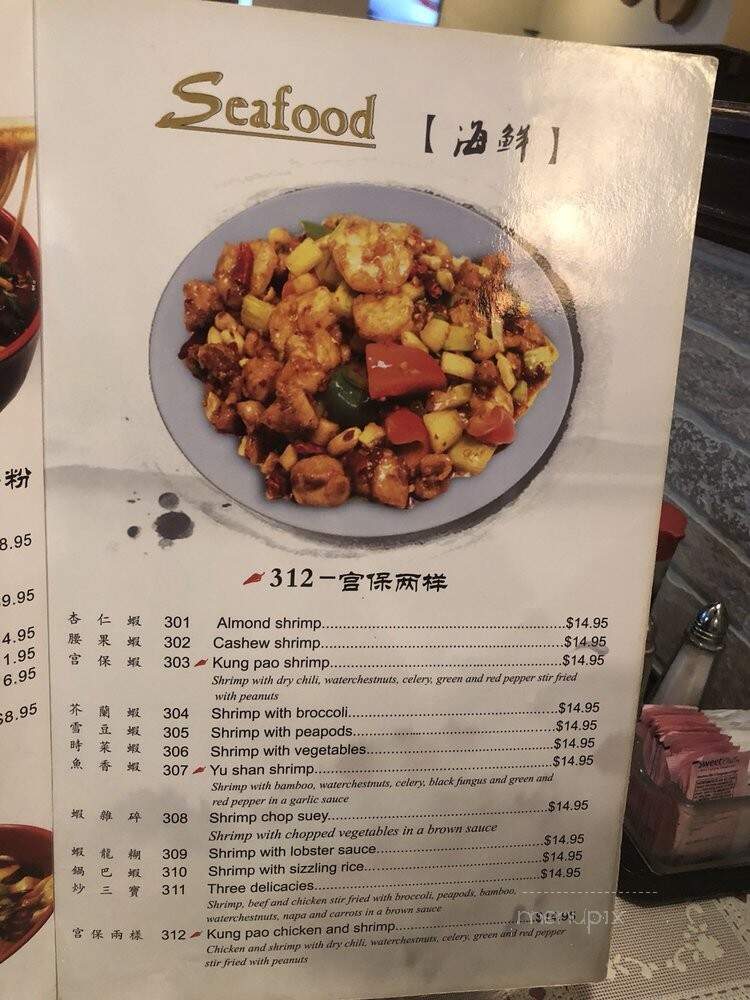 Seafood 【海鲜】
粉
312-宫保两样
8.95
9.95
4.95
1.95
6.95
$8.95
杏仁蝦 301 Almond shrimp $14.95
腰果蝦 302 Cashew shrimp $14.95
宮保蝦 303 Kung pao shrimp $14.95
Shrimp with dry chili, waterchestnuts, celery, green and red pepper stir fried
with peanuts
芥蘭蝦 304 Shrimp with broccoli $14.95
雪豆蝦 305 Shrimp with peapods $14.95
時菜蝦 306 Shrimp with vegetables $14.95
魚香蝦 307 Yu shan shrimp $14.95
Shrimp with bamboo, waterchestnuts, celery, black fungus and green and
red pepper in a garlic sauce
蝦雜碎 308 Shrimp chop suey $14.95
Shrimp with chopped vegetables in a brown sauce
蝦龍糊 309 Shrimp with lobster sauce $14.95
鍋巴蝦 310 Shrimp with sizzling rice $14.95
炒三寶 311 Three delicacies $14.95
Shrimp, beef and chicken stir fried with broccoli, peapods, bamboo,
waterchestnuts, napa and carrots in a brown sauce
宮保兩樣 312 Kung pao chicken and shrimp $14.95
Chicken and shrimp with dry chili, waterchestnuts, celery, green and red pepper
stir fried with peanuts